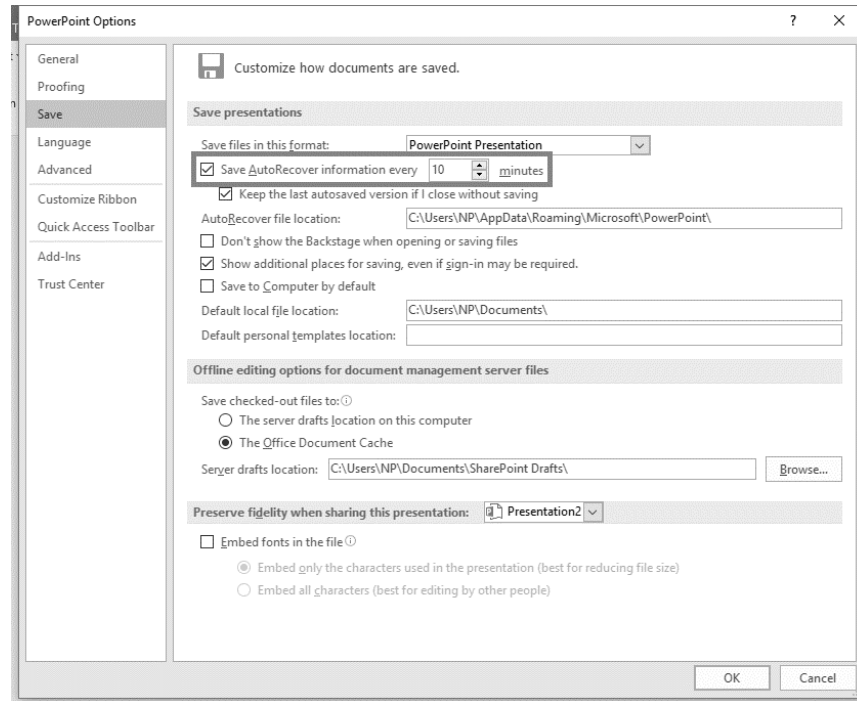 PowerPoint Options
?
General
Proofing
Save
Language
Advanced
Customize Ribbon
Quick Access Toolbar
Add-Ins
Trust Center
Customize how documents are saved.
Save presentations
Save files in this format: PowerPoint Presentation
Save AutoRecover information every 10 minutes
Keep the last autosaved version if I close without saving
AutoRecover file location: C:\Users\NP\AppData\Roaming\Microsoft\PowerPoint\
Don't show the Backstage when opening or saving files
Show additional places for saving, even if sign-in may be required.
Save to Computer by default
Default local file location: C:\Users\NP\Documents\
Default personal templates location:
Offline editing options for document management server files
Save checked-out files to:
The server drafts location on this computer
The Office Document Cache
Server drafts location: C:\Users\NP\Documents\SharePoint Drafts\ Browse...
Preserve fidelity when sharing this presentation: Presentation2
Embed fonts in the file
Embed only the characters used in the presentation (best for reducing file size)
Embed all characters (best for editing by other people)
OK Cancel